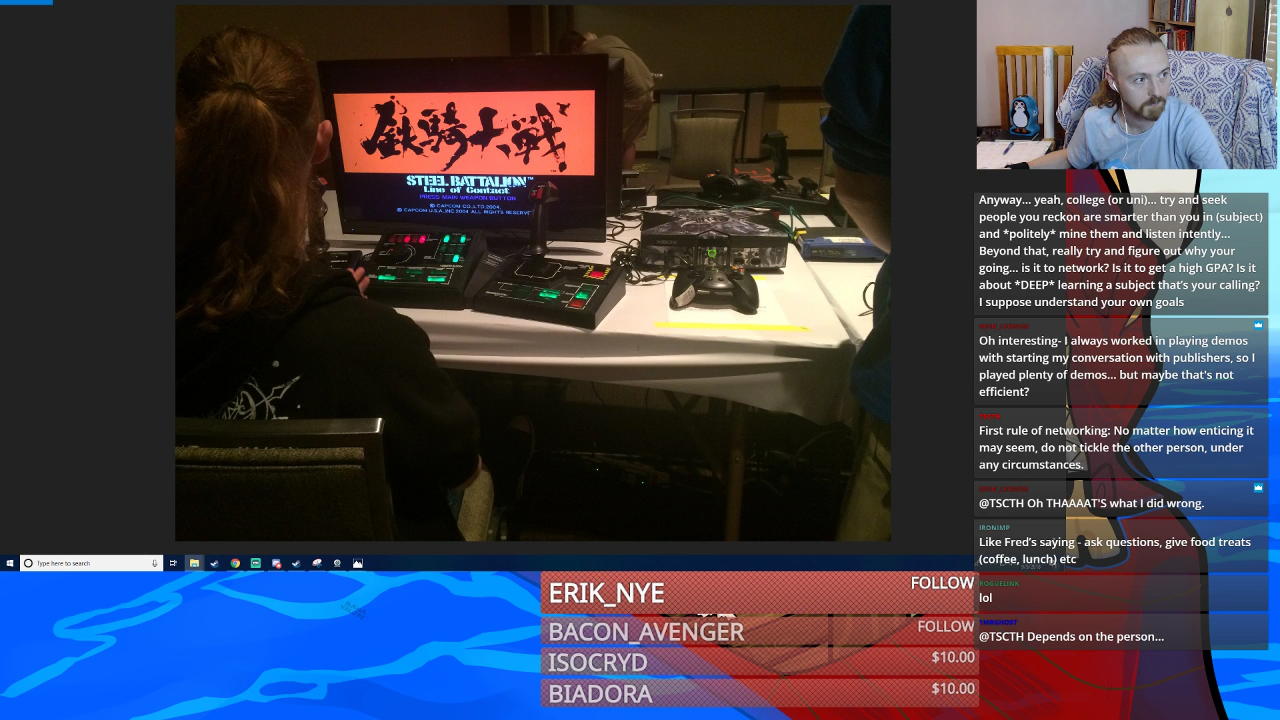 鉄騎大戦
STEEL BATTALION™
Line of Contact
PRESS MAIN WEAPON BUTTON
© CAPCOM CO.,LTD.2004,
© CAPCOM U.S.A.,INC.2004 ALL RIGHTS RESERVE
XBOX
Type here to search
ERIK_NYE FOLLOW
BACON_AVENGER FOLLOW
ISOCRYD $10.00
BIADORA $10.00
Anyway... yeah, college (or uni)... try and seek
people you reckon are smarter than you in (subject)
and *politely* mine them and listen intently...
Beyond that, really try and figure out why your
going... is it to network? Is it to get a high GPA? Is it
about *DEEP* learning a subject that's your calling?
I suppose understand your own goals
Oh interesting- I always worked in playing demos
with starting my conversation with publishers, so I
played plenty of demos... but maybe that's not
efficient?
TSCTH
First rule of networking: No matter how enticing it
may seem, do not tickle the other person, under
any circumstances.
@TSCTH Oh THAAAAT'S what I did wrong.
IRONIMP
Like Fred's saying - ask questions, give food treats
(coffee, lunch) etc
ROGUELINK
lol
1MRGHOST
@TSCTH Depends on the person...